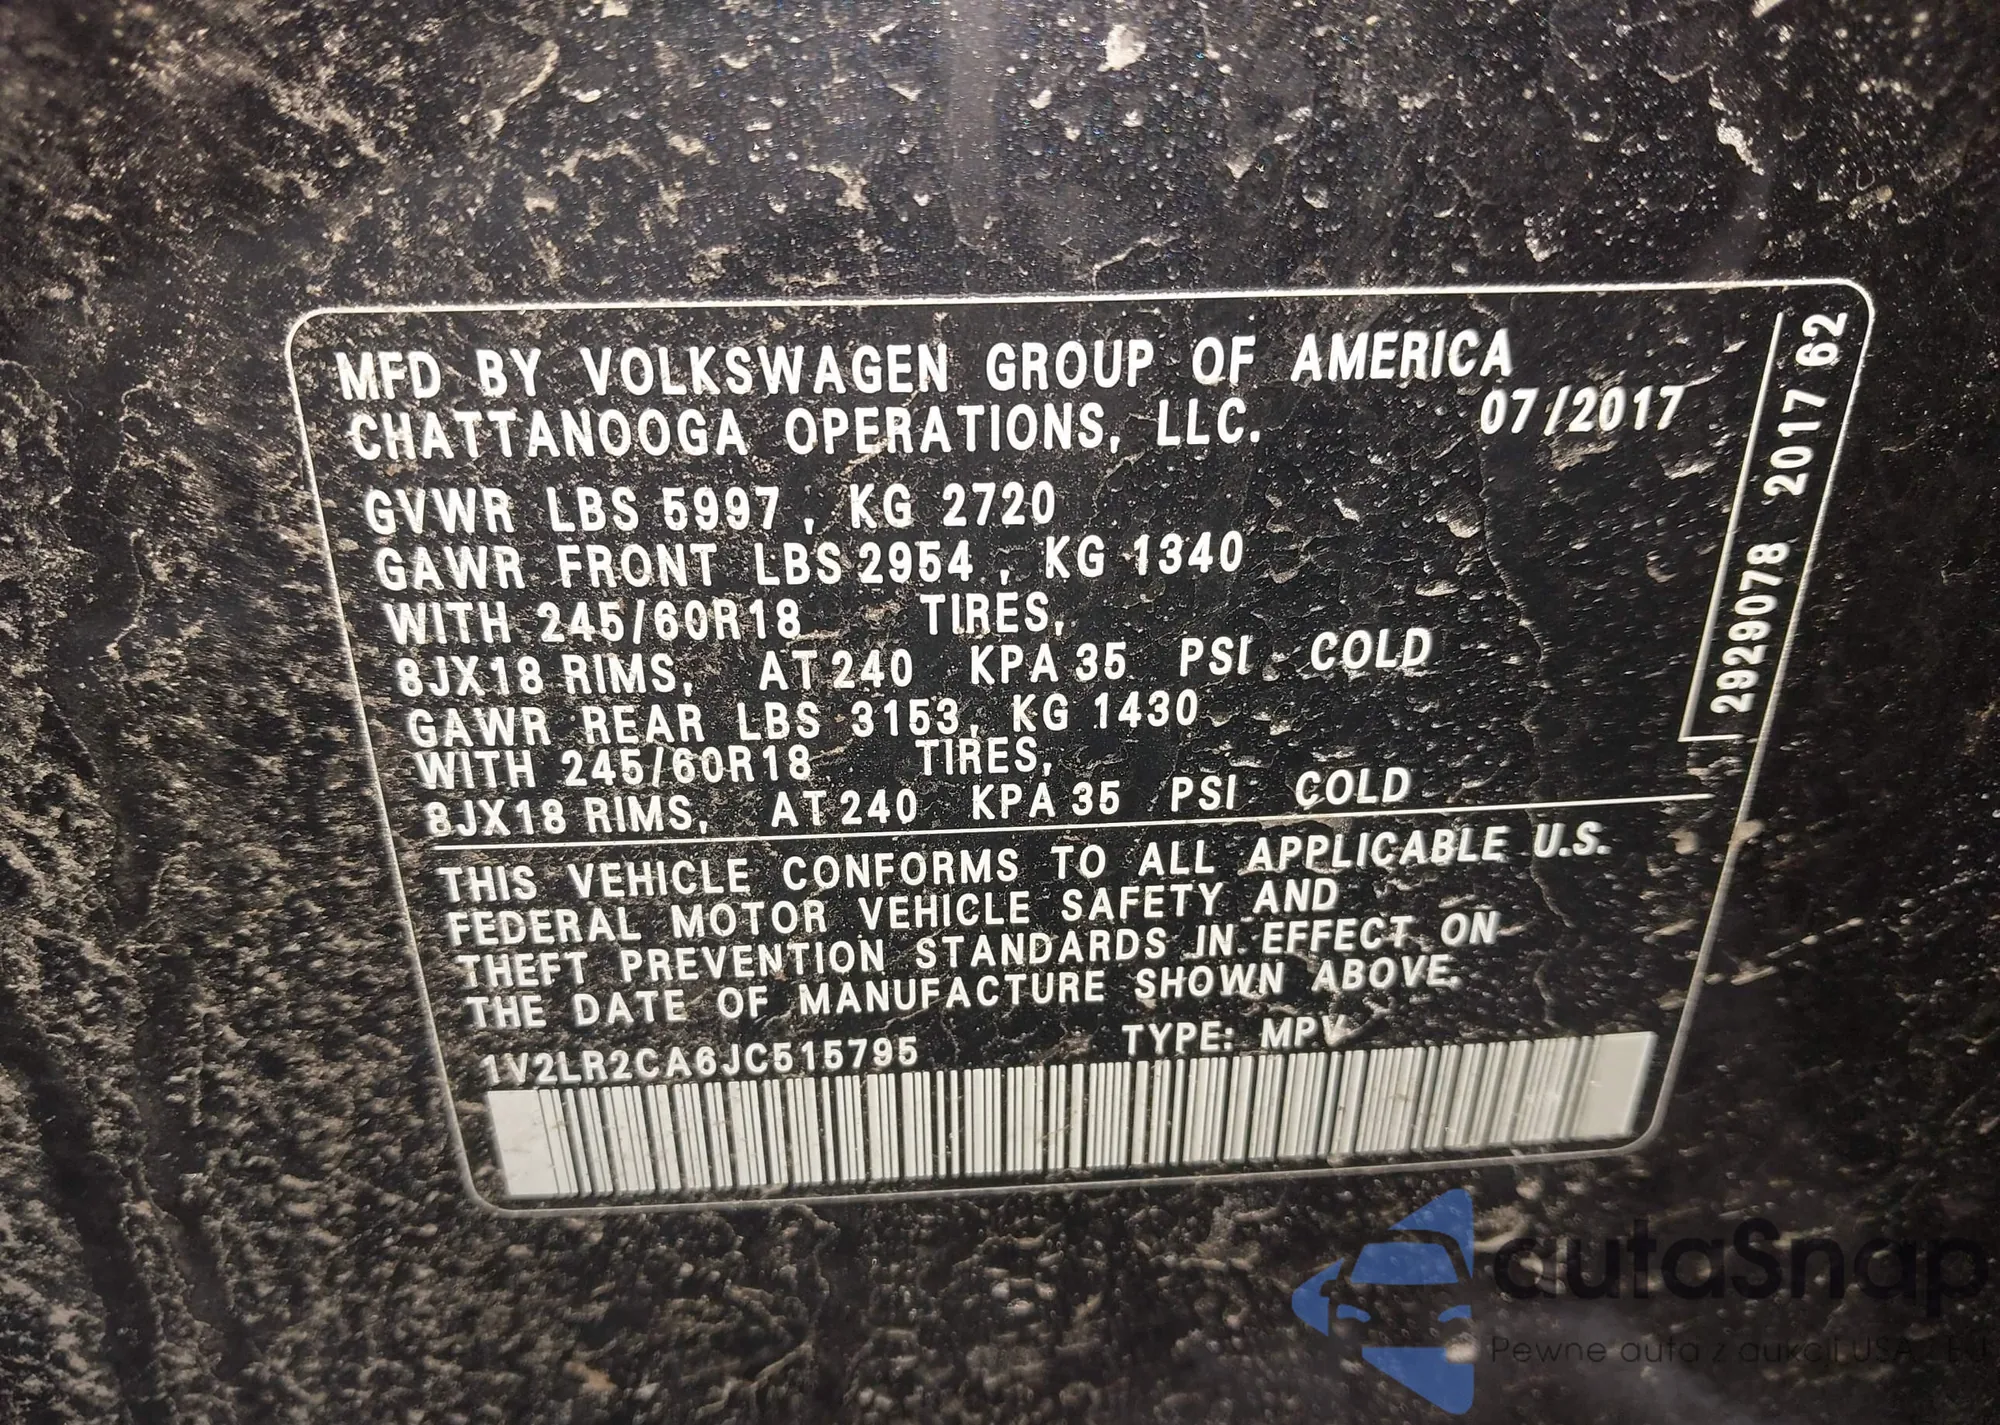 MFD BY VOLKSWAGEN GROUP OF AMERICA
CHATTANOOGA OPERATIONS, LLC. 07/2017
GVWR LBS 5997 , KG 2720
GAWR FRONT LBS 2954 , KG 1340
WITH 245/60R18 TIRES,
8JX18 RIMS, AT 240 KPA 35 PSI COLD
GAWR REAR LBS 3153, KG 1430
WITH 245/60R18 TIRES,
8JX18 RIMS, AT 240 KPA 35 PSI COLD
THIS VEHICLE CONFORMS TO ALL APPLICABLE U.S.
FEDERAL MOTOR VEHICLE SAFETY AND
THEFT PREVENTION STANDARDS IN EFFECT ON
THE DATE OF MANUFACTURE SHOWN ABOVE.
1V2LR2CA6JC515795 TYPE: MPV
2929078 2017 62
autaSnap
Pewne auta z aukcji USA